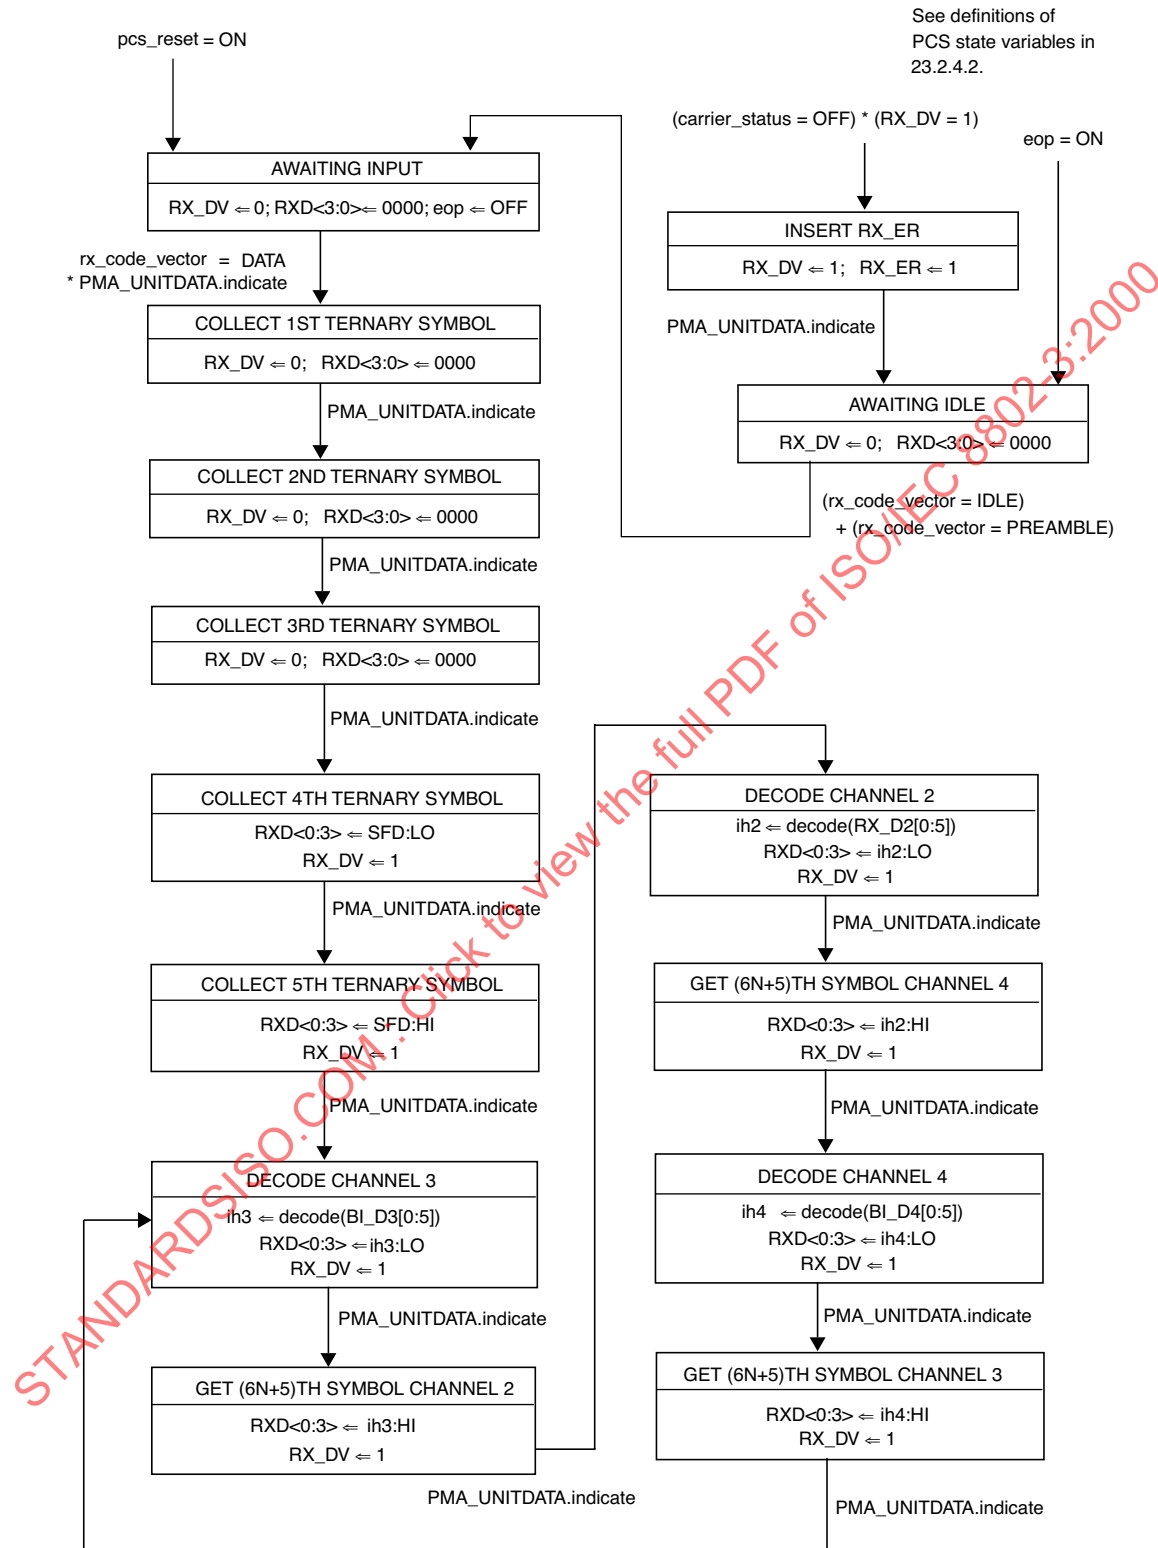 See definitions of
PCS state variables in
23.2.4.2.
pcs_reset = ON
AWAITING INPUT
RX_DV ⇐ 0; RXD<3:0>⇐ 0000; eop ⇐ OFF
rx_code_vector = DATA
* PMA_UNITDATA.indicate
COLLECT 1ST TERNARY SYMBOL
RX_DV ⇐ 0; RXD<3:0> ⇐ 0000
PMA_UNITDATA.indicate
COLLECT 2ND TERNARY SYMBOL
RX_DV ⇐ 0; RXD<3:0> ⇐ 0000
PMA_UNITDATA.indicate
COLLECT 3RD TERNARY SYMBOL
RX_DV ⇐ 0; RXD<3:0> ⇐ 0000
PMA_UNITDATA.indicate
COLLECT 4TH TERNARY SYMBOL
RXD<0:3> ⇐ SFD:LO
RX_DV ⇐ 1
PMA_UNITDATA.indicate
COLLECT 5TH TERNARY SYMBOL
RXD<0:3> ⇐ SFD:HI
RX_DV ⇐ 1
PMA_UNITDATA.indicate
DECODE CHANNEL 3
ih3 ⇐ decode(BI_D3[0:5])
RXD<0:3> ⇐ ih3:LO
RX_DV ⇐ 1
PMA_UNITDATA.indicate
GET (6N+5)TH SYMBOL CHANNEL 2
RXD<0:3> ⇐ ih3:HI
RX_DV ⇐ 1
PMA_UNITDATA.indicate
(carrier_status = OFF) * (RX_DV = 1)
eop = ON
INSERT RX_ER
RX_DV ⇐ 1; RX_ER ⇐ 1
PMA_UNITDATA.indicate
AWAITING IDLE
RX_DV ⇐ 0; RXD<3:0> ⇐ 0000
(rx_code_vector = IDLE)
+ (rx_code_vector = PREAMBLE)
DECODE CHANNEL 2
ih2 ⇐ decode(RX_D2[0:5])
RXD<0:3> ⇐ ih2:LO
RX_DV ⇐ 1
PMA_UNITDATA.indicate
GET (6N+5)TH SYMBOL CHANNEL 4
RXD<0:3> ⇐ ih2:HI
RX_DV ⇐ 1
PMA_UNITDATA.indicate
DECODE CHANNEL 4
ih4 ⇐ decode(BI_D4[0:5])
RXD<0:3> ⇐ ih4:LO
RX_DV ⇐ 1
PMA_UNITDATA.indicate
GET (6N+5)TH SYMBOL CHANNEL 3
RXD<0:3> ⇐ ih4:HI
RX_DV ⇐ 1
PMA_UNITDATA.indicate
STANDARDSISO.COM : Click to view the full PDF of ISO/IEC 8802-3:2000